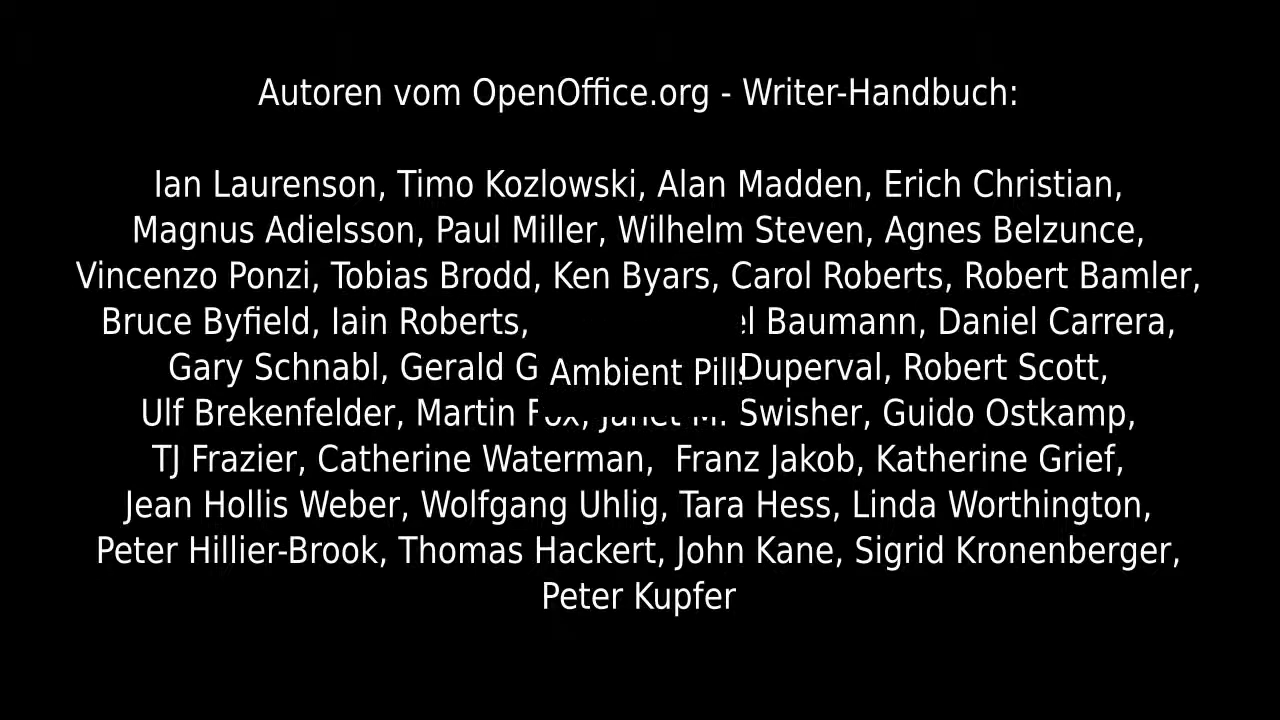 Autoren vom OpenOffice.org - Writer-Handbuch:
Ian Laurenson, Timo Kozlowski, Alan Madden, Erich Christian,
Magnus Adielsson, Paul Miller, Wilhelm Steven, Agnes Belzunce,
Vincenzo Ponzi, Tobias Brodd, Ken Byars, Carol Roberts, Robert Bamler,
Bruce Byfield, Iain Roberts, Baumann, Daniel Carrera,
Gary Schnabl, Gerald Duperval, Robert Scott,
Ambient Pills
Ulf Brekenfelder, Martin Fox, Janet M. Swisher, Guido Ostkamp,
TJ Frazier, Catherine Waterman, Franz Jakob, Katherine Grief,
Jean Hollis Weber, Wolfgang Uhlig, Tara Hess, Linda Worthington,
Peter Hillier-Brook, Thomas Hackert, John Kane, Sigrid Kronenberger,
Peter Kupfer